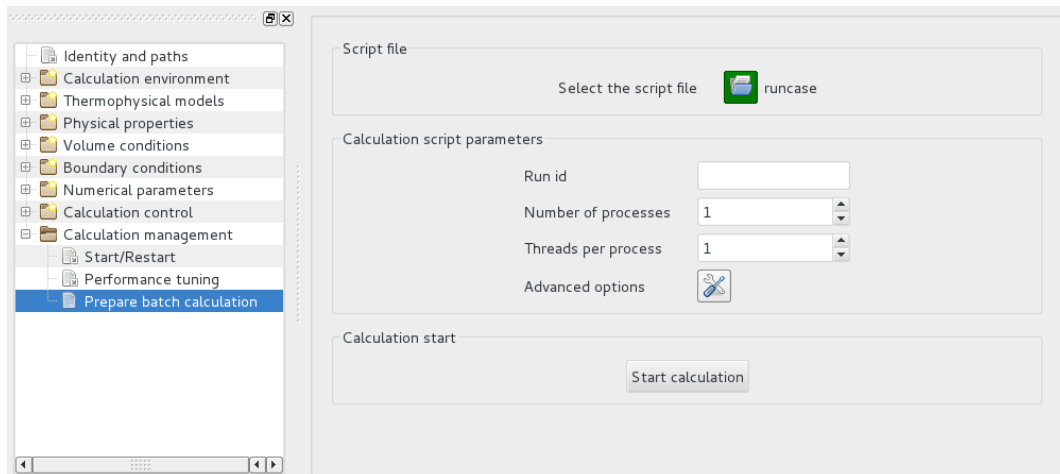 Identity and paths
Calculation environment
Thermophysical models
Physical properties
Volume conditions
Boundary conditions
Numerical parameters
Calculation control
Calculation management
Start/Restart
Performance tuning
Prepare batch calculation
Script file
Select the script file runcase
Calculation script parameters
Run id
Number of processes 1
Threads per process 1
Advanced options
Calculation start
Start calculation